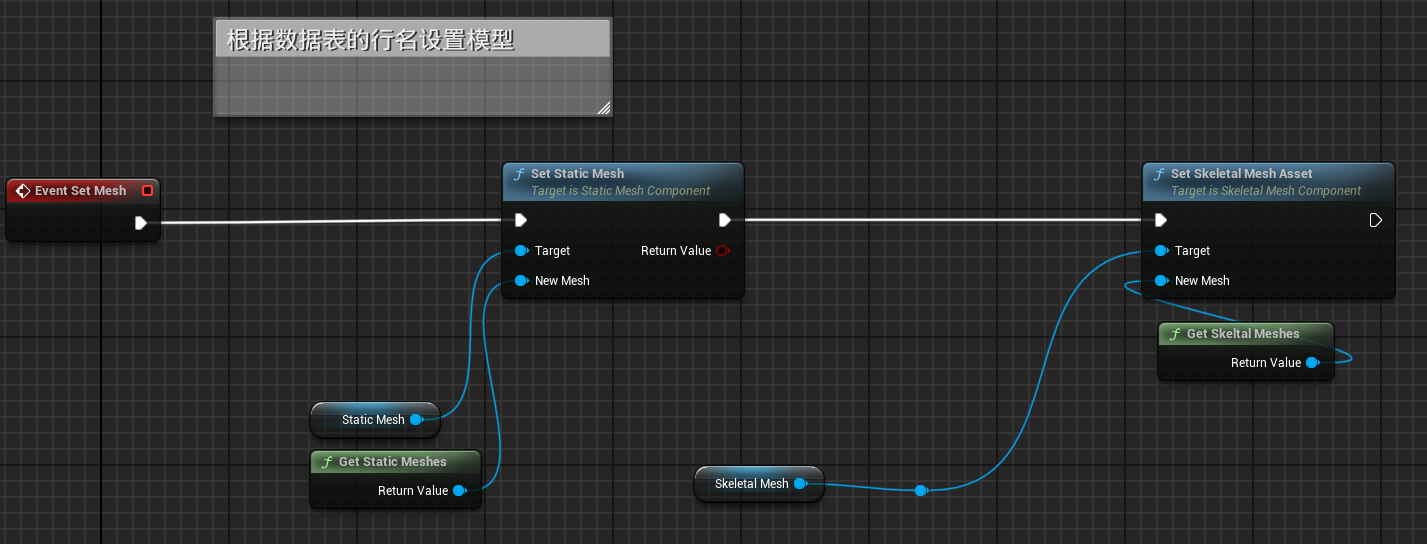 根据数据表的行名设置模型
Event Set Mesh
Set Static Mesh
Target is Static Mesh Component
Target
Return Value
New Mesh
Set Skeletal Mesh Asset
Target is Skeletal Mesh Component
Target
New Mesh
Get Skeltal Meshes
Return Value
Static Mesh
Get Static Meshes
Return Value
Skeletal Mesh